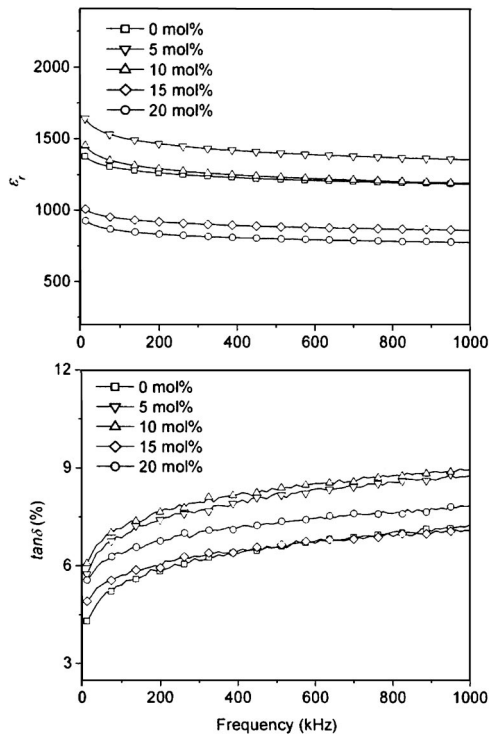 0 mol%
5 mol%
10 mol%
15 mol%
20 mol%
2000
1500
1000
500
εr
0 200 400 600 800 1000
12
9
6
3
0 mol%
5 mol%
10 mol%
15 mol%
20 mol%
tanδ (%)
0 200 400 600 800 1000
Frequency (kHz)